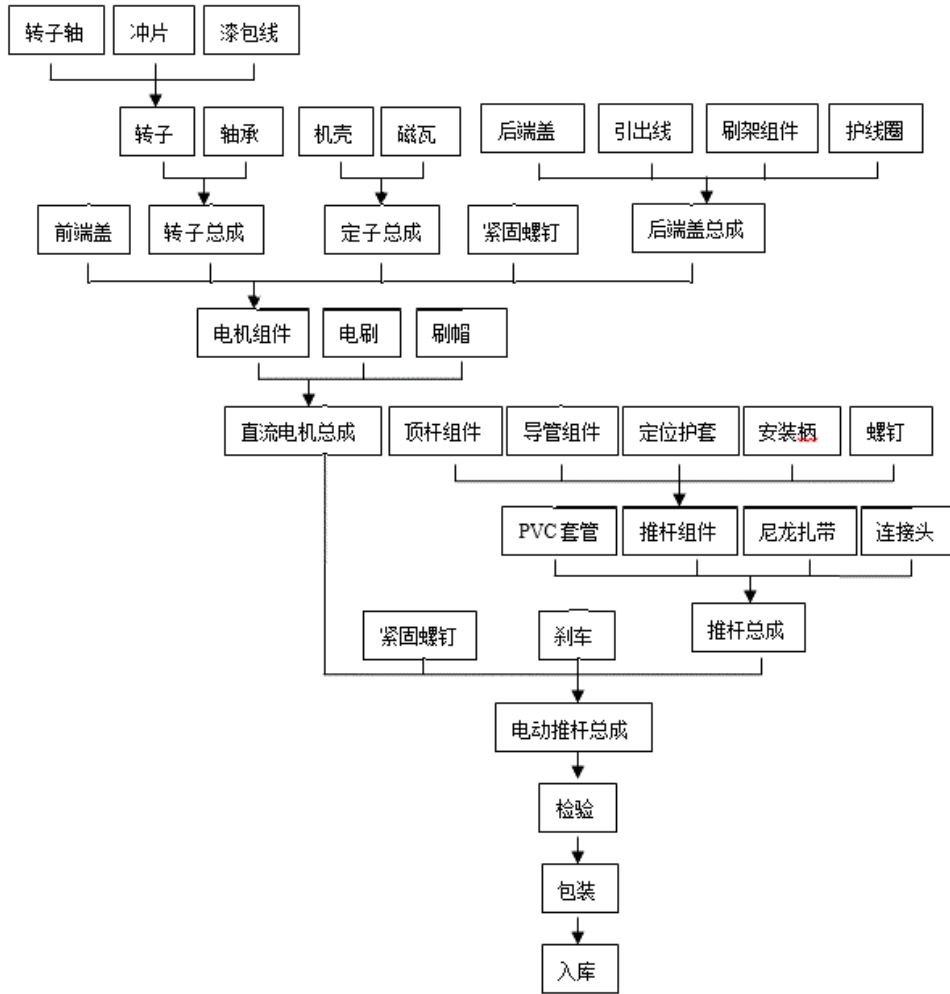 转子轴 冲片 漆包线
转子 轴承 机壳 磁瓦 后端盖 引出线 刷架组件 护线圈
前端盖 转子总成 定子总成 紧固螺钉 后端盖总成
电机组件 电刷 刷帽
直流电机总成 顶杆组件 导管组件 定位护套 安装柄 螺钉
PVC套管 推杆组件 尼龙扎带 连接头
紧固螺钉 刹车 推杆总成
电动推杆总成
检验
包装
入库